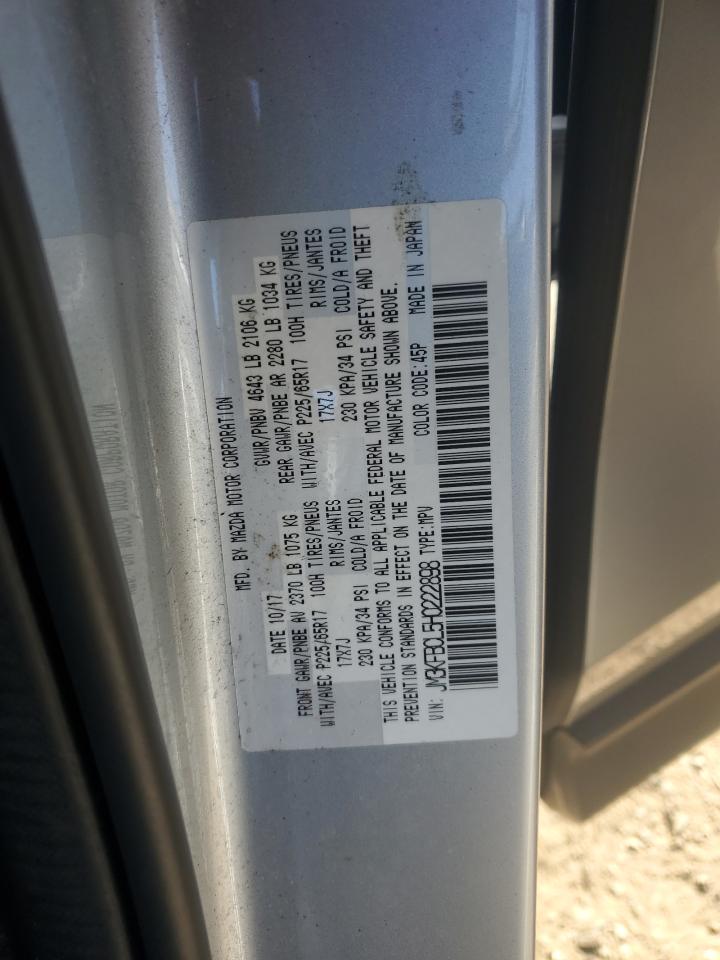 MFD. BY MAZDA MOTOR CORPORATION
DATE 10/17 GVWR/PNBV 4643 LB 2106 KG
FRONT GAWR/PNBE AV 2370 LB 1075 KG REAR GAWR/PNBE AR 2280 LB 1034 KG
WITH/AVEC P225/65R17 100H TIRES/PNEUS WITH/AVEC P225/65R17 100H TIRES/PNEUS
17X7J RIMS/JANTES 17X7J RIMS/JANTES
230 KPA/34 PSI COLD/A FROID 230 KPA/34 PSI COLD/A FROID
THIS VEHICLE CONFORMS TO ALL APPLICABLE FEDERAL MOTOR VEHICLE SAFETY AND THEFT
PREVENTION STANDARDS IN EFFECT ON THE DATE OF MANUFACTURE SHOWN ABOVE.
VIN: JM3KFBCL5H0222898 TYPE:MPV COLOR CODE:45P MADE IN JAPAN